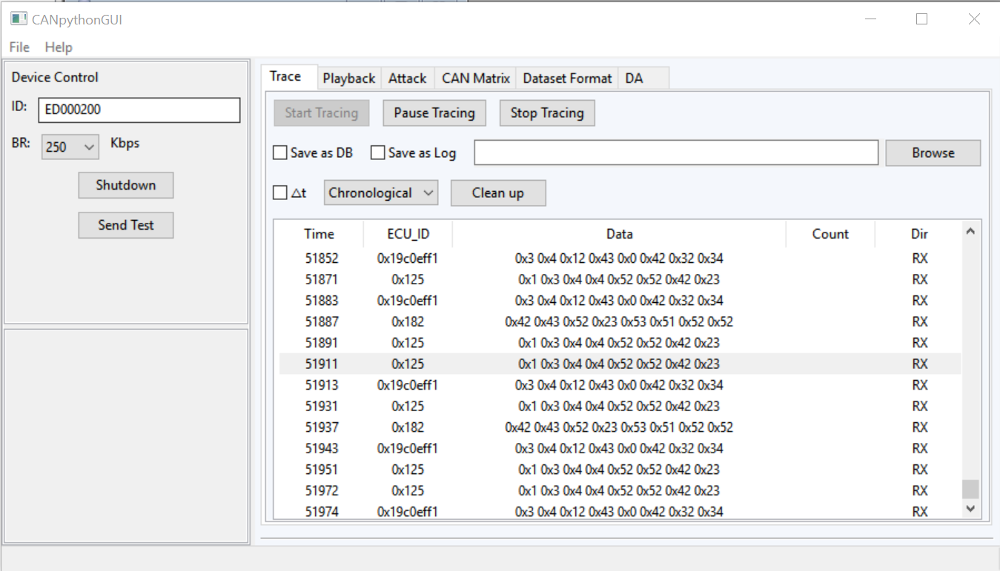 CANpythonGUI
File Help
Device Control
ID: ED000200
BR: 250 Kbps
Shutdown
Send Test
Trace Playback Attack CAN Matrix Dataset Format DA
Start Tracing Pause Tracing Stop Tracing
Save as DB Save as Log Browse
Δt Chronological Clean up
Time ECU_ID Data Count Dir
51852 0x19c0eff1 0x3 0x4 0x12 0x43 0x0 0x42 0x32 0x34 RX
51871 0x125 0x1 0x3 0x4 0x4 0x52 0x52 0x42 0x23 RX
51883 0x19c0eff1 0x3 0x4 0x12 0x43 0x0 0x42 0x32 0x34 RX
51887 0x182 0x42 0x43 0x52 0x23 0x53 0x51 0x52 0x52 RX
51891 0x125 0x1 0x3 0x4 0x4 0x52 0x52 0x42 0x23 RX
51911 0x125 0x1 0x3 0x4 0x4 0x52 0x52 0x42 0x23 RX
51913 0x19c0eff1 0x3 0x4 0x12 0x43 0x0 0x42 0x32 0x34 RX
51931 0x125 0x1 0x3 0x4 0x4 0x52 0x52 0x42 0x23 RX
51937 0x182 0x42 0x43 0x52 0x23 0x53 0x51 0x52 0x52 RX
51943 0x19c0eff1 0x3 0x4 0x12 0x43 0x0 0x42 0x32 0x34 RX
51951 0x125 0x1 0x3 0x4 0x4 0x52 0x52 0x42 0x23 RX
51972 0x125 0x1 0x3 0x4 0x4 0x52 0x52 0x42 0x23 RX
51974 0x19c0eff1 0x3 0x4 0x12 0x43 0x0 0x42 0x32 0x34 RX